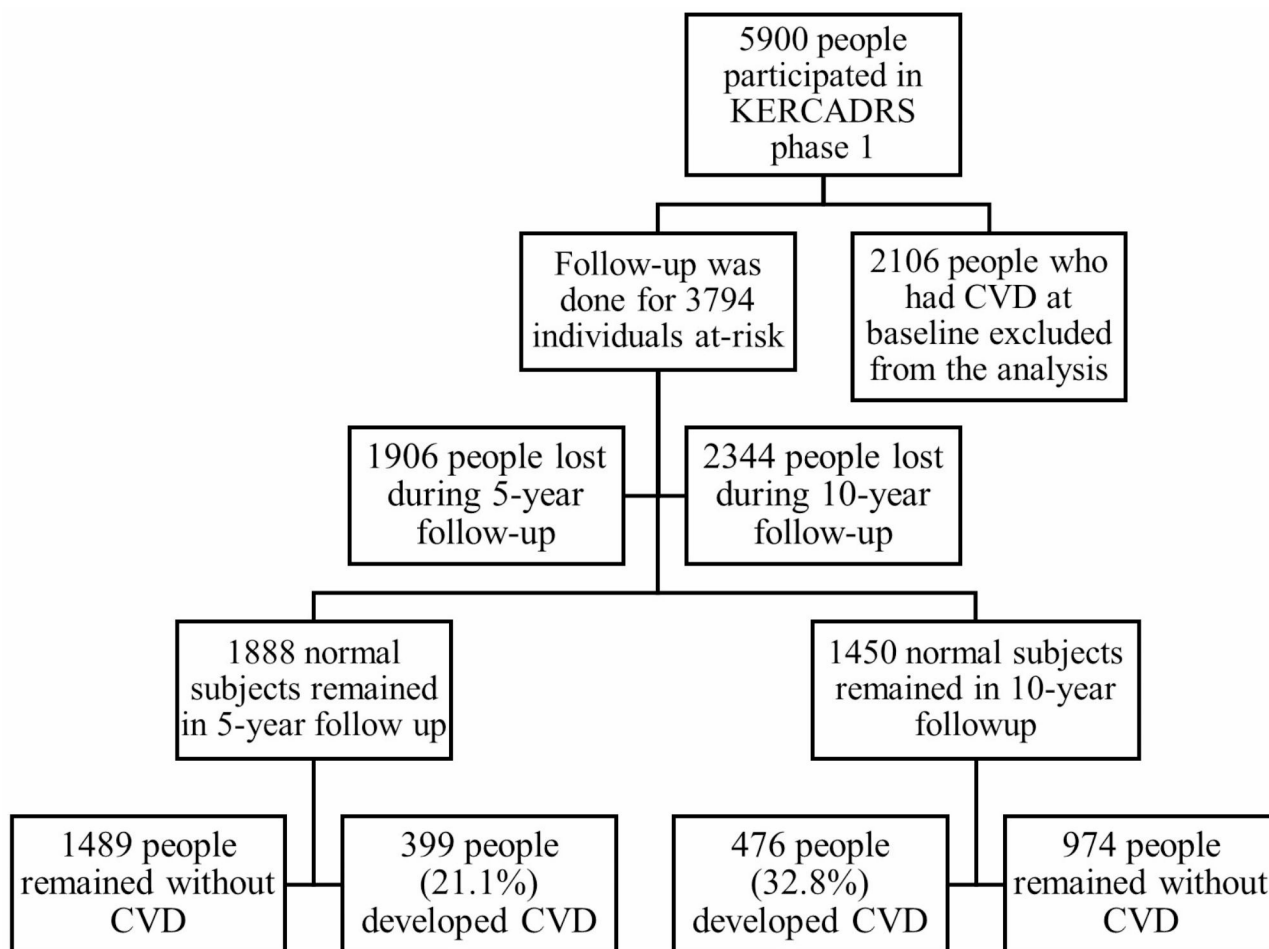 5900 people
participated in
KERCADRS
phase 1
Follow-up was
done for 3794
individuals at-risk
2106 people who
had CVD at
baseline excluded
from the analysis
1906 people lost
during 5-year
follow-up
2344 people lost
during 10-year
follow-up
1888 normal
subjects remained
in 5-year follow up
1450 normal subjects
remained in 10-year
followup
1489 people
remained without
CVD
399 people
(21.1%)
developed CVD
476 people
(32.8%)
developed CVD
974 people
remained without
CVD